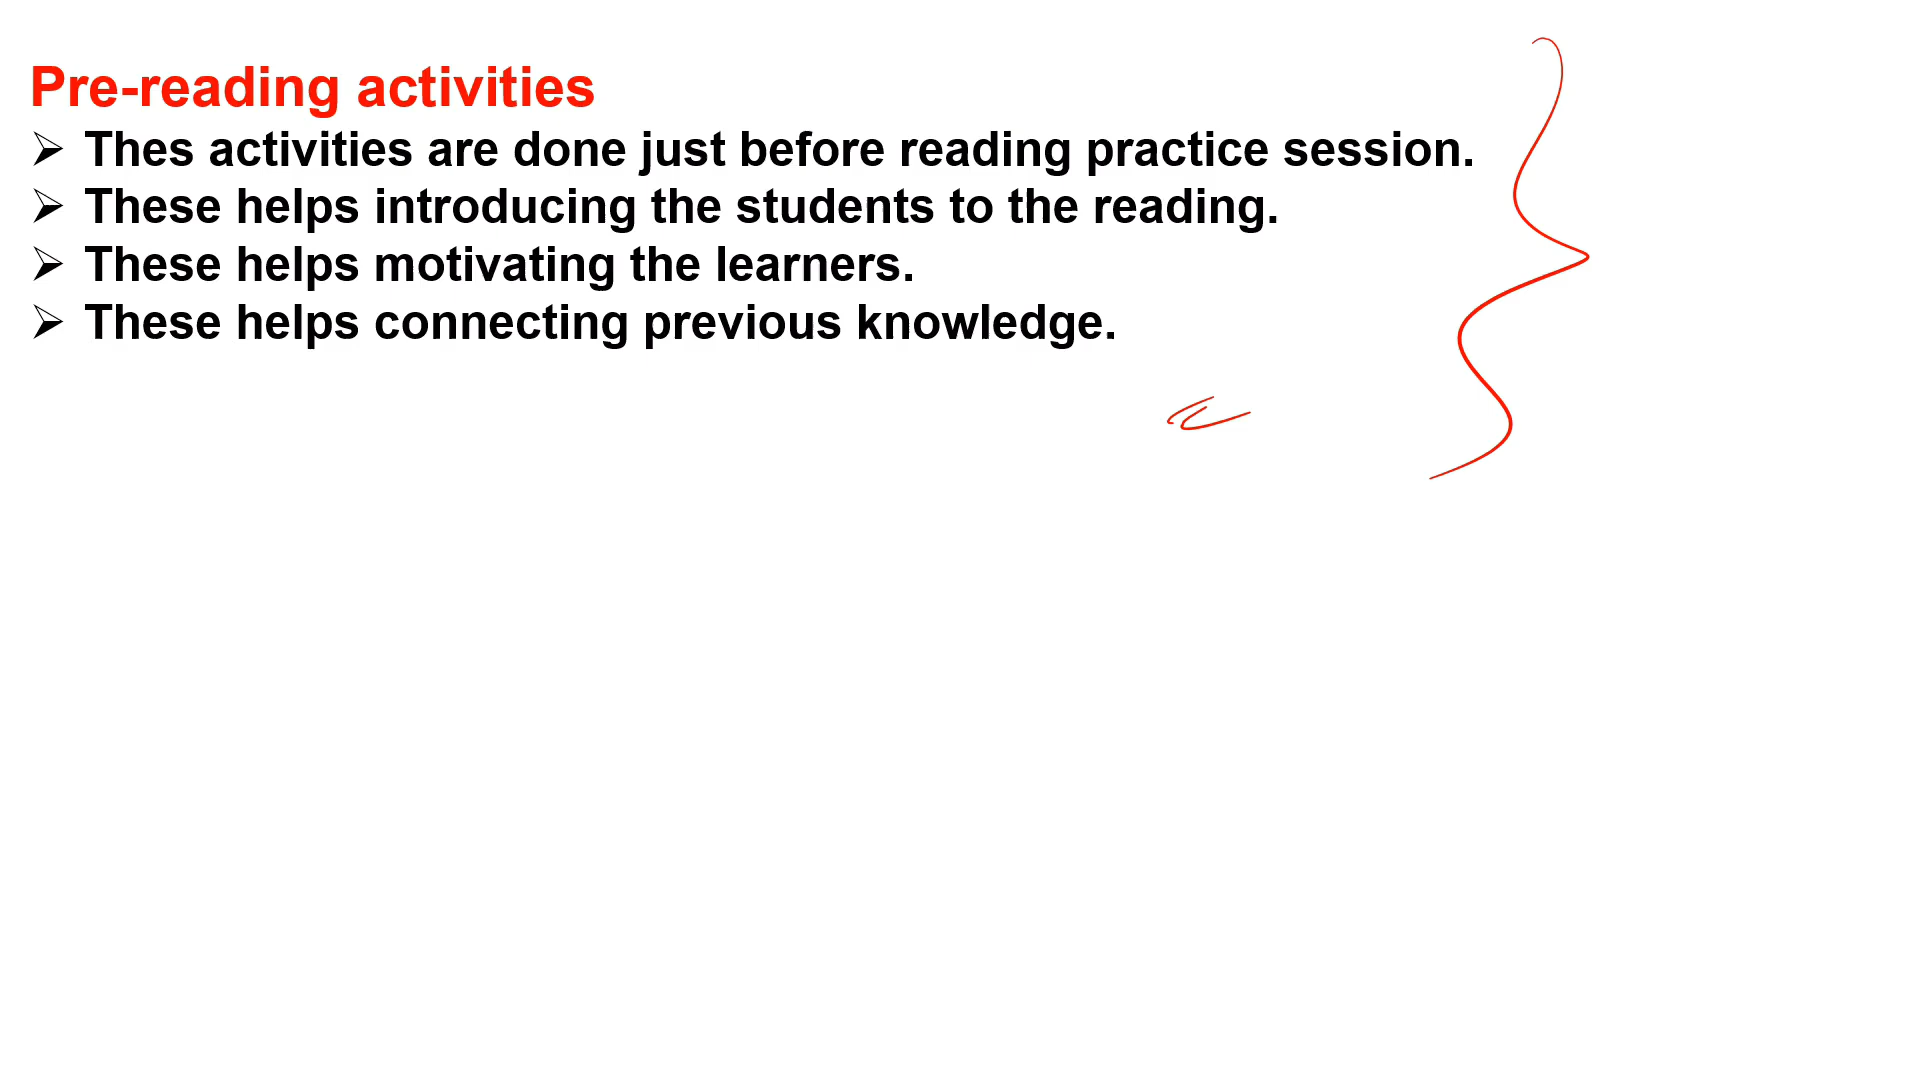 Pre-reading activities
➢ Thes activities are done just before reading practice session.
➢ These helps introducing the students to the reading.
➢ These helps motivating the learners.
➢ These helps connecting previous knowledge.